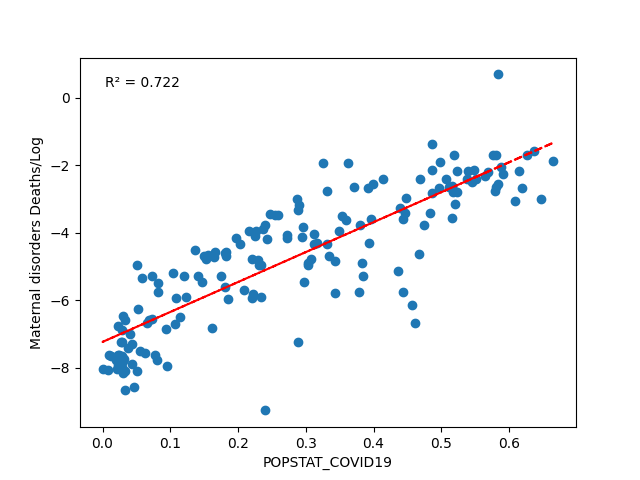 R² = 0.722
Maternal disorders Deaths/Log
0
−2
−4
−6
−8
0.0 0.1 0.2 0.3 0.4 0.5 0.6
POPSTAT_COVID19